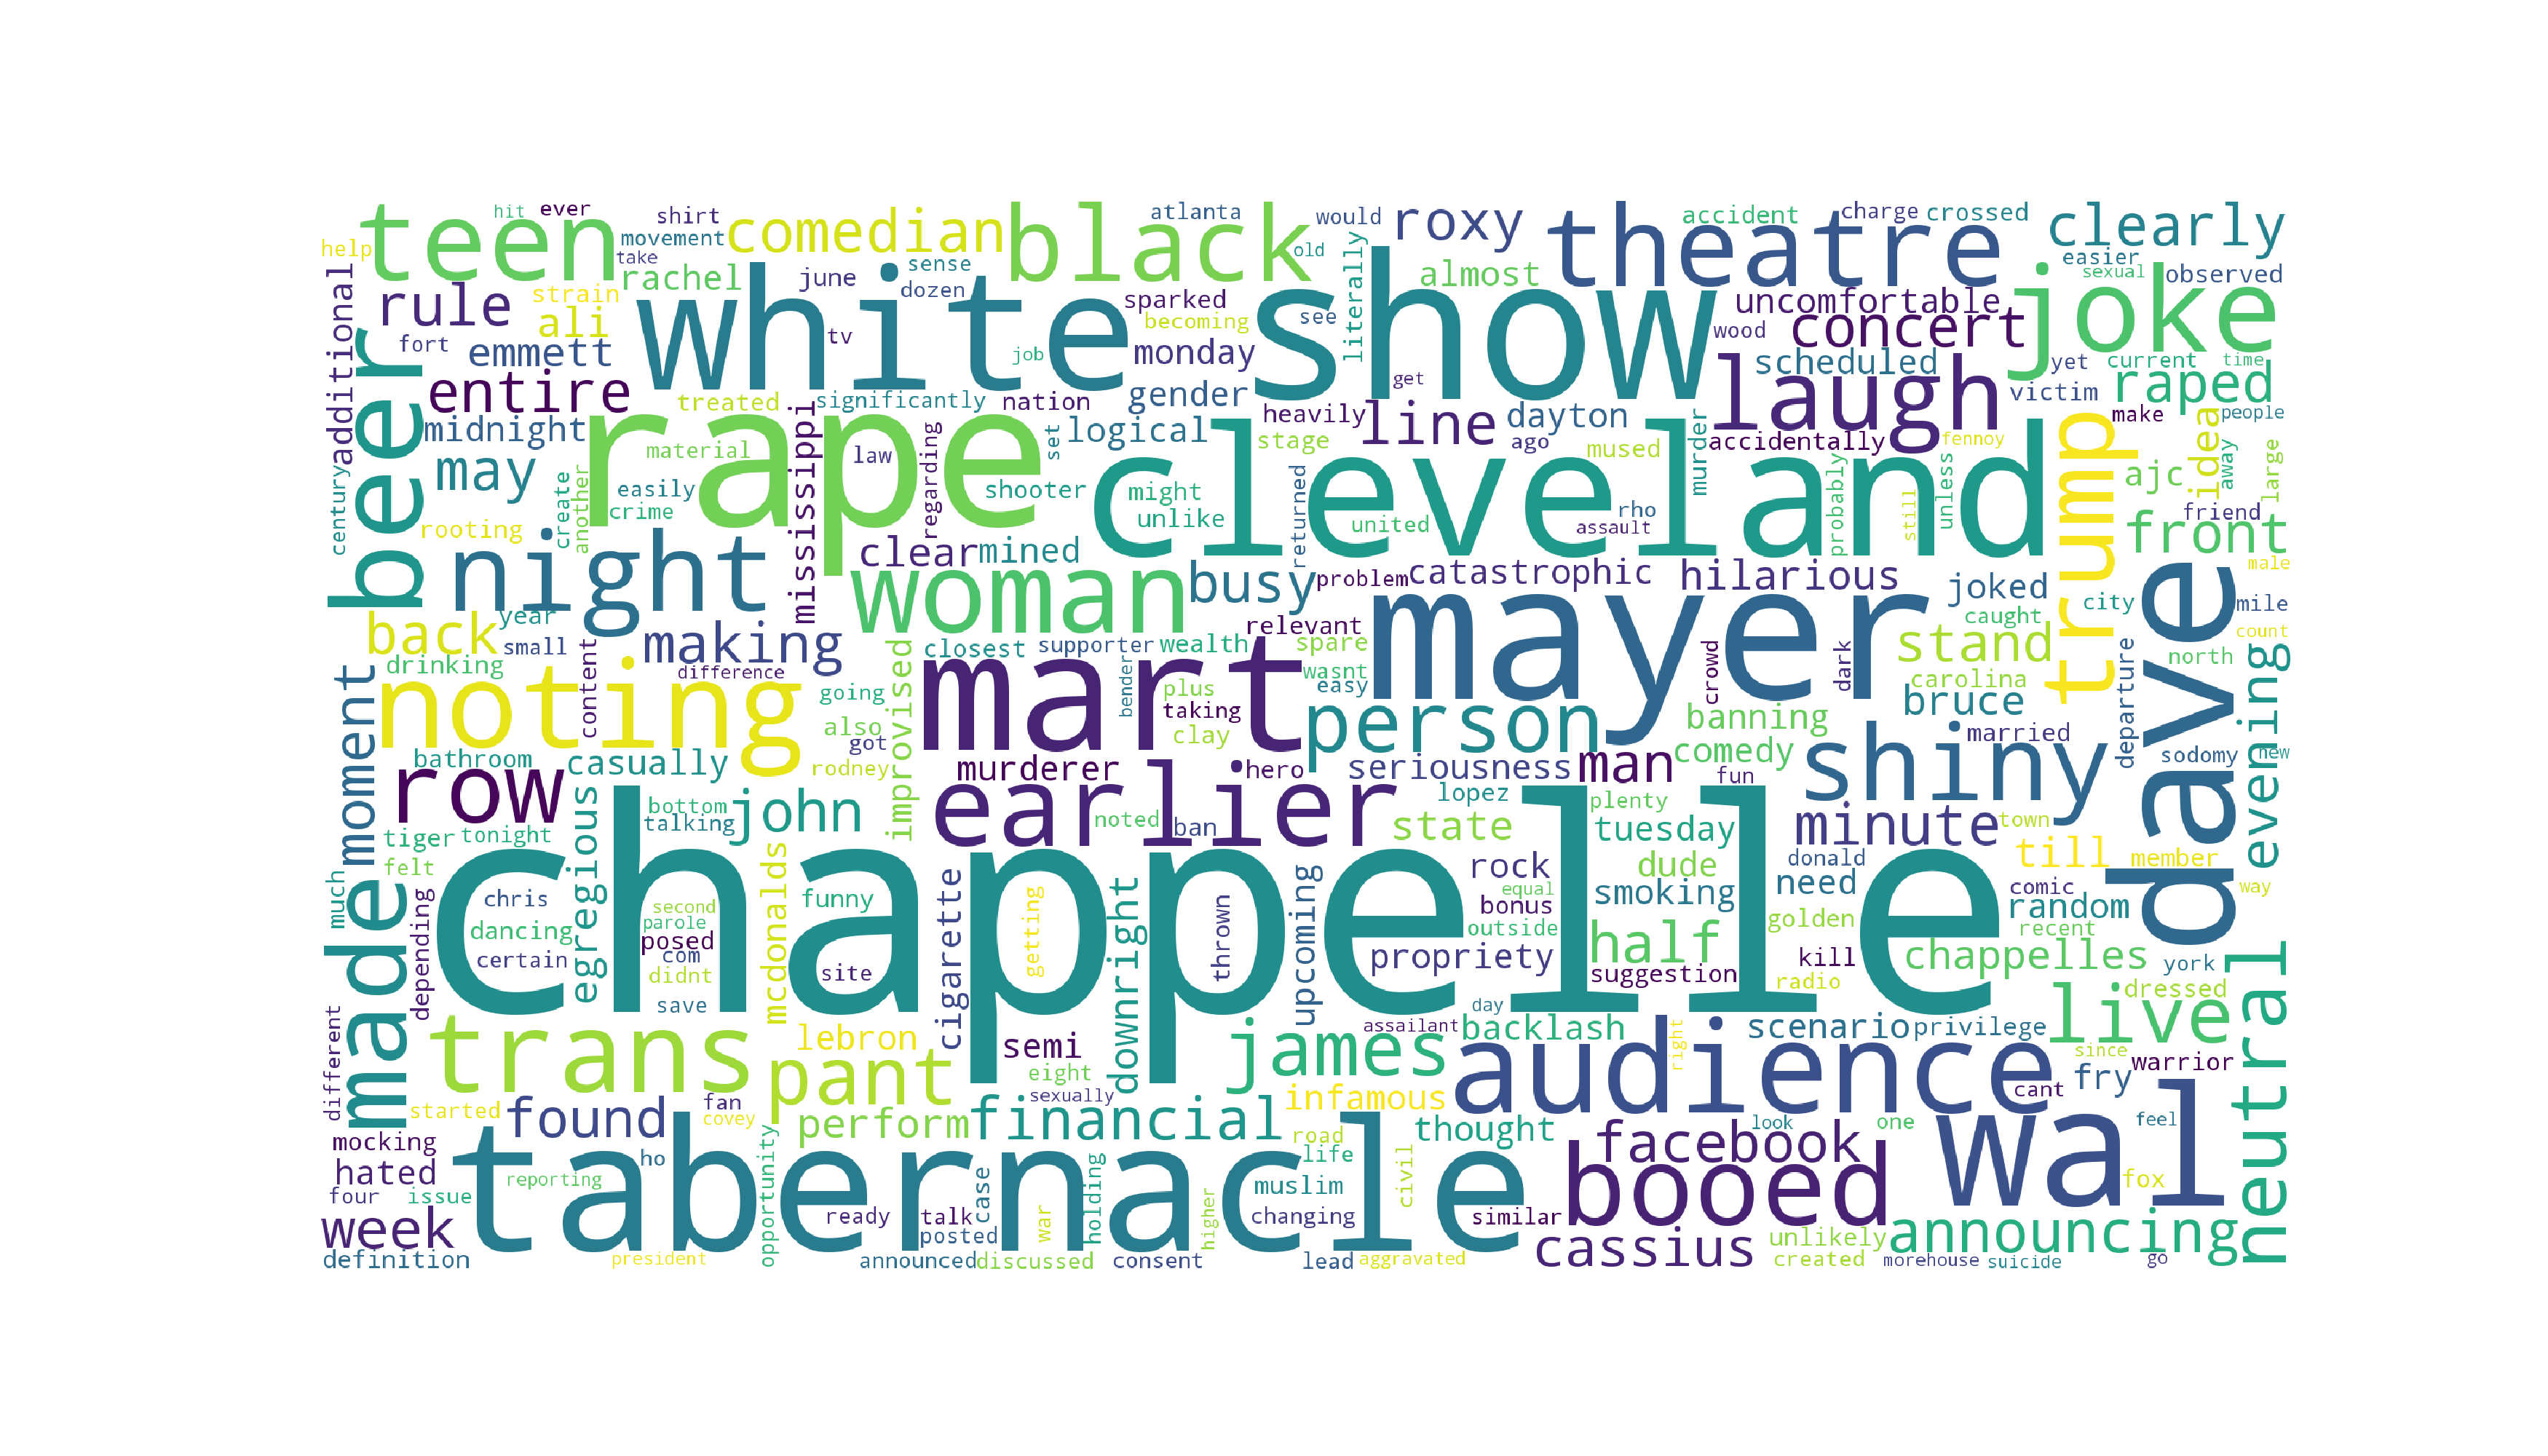 hit ever shirt comedian black atlanta would roxy theatre accident charge crossed clearly
help teen movement take rachel june sense dozen old literally almost uncomfortable easier sexual observed
additional rule strain ali white tv sparked becoming see show wood concert joke
beer fort emmett job monday get scheduled yet current time
entire treated significantly nation gender heavily line dayton laugh victim raped make people
midnight mississippi rape material law regarding set logical stage ago mused murder accidentally fennoy trump idea away large
may century create another easily crime shooter might unlike cleveland returned united rho assault probably still unless ajc friend
rooting night clear mined front
woman busy problem catastrophic hilarious joked city male mile
back year small making relevant caught count
drinking content difference improvised closest supporter wealth spare wasnt mayer crowd dark stand north
moment noting going mart bender plus easy carolina departure dave evening
also got taking clay person banning bruce married
bathroom casually rodney murderer hero seriousness man comedy fun shiny sodomy new
row egregious bottom john earlier lopez plenty minute town
tiger tonight talking noted ban state tuesday
felt mcdonalds rock dude donald till member
much made depending chris dancing certain second parole posed com didnt save funny site chappelle cigarette getting thrown downright upcoming equal bonus outside smoking need comic random way
propriety half golden recent
suggestion kill radio chappelles york
day live dressed neutral
different trans lebron semi assailant backlash scenario privilege
pant eight sexually james audience right since warrior
started found fan covey perform financial infamous cant fry
mocking tabernacle opportunity road thought facebook look one wal feel
hated ho life
four issue reporting case holding muslim civil booed fox
week ready talk posted war higher changing similar unlikely announcing
definition president announced discussed consent lead aggravated cassius created morehouse suicide go